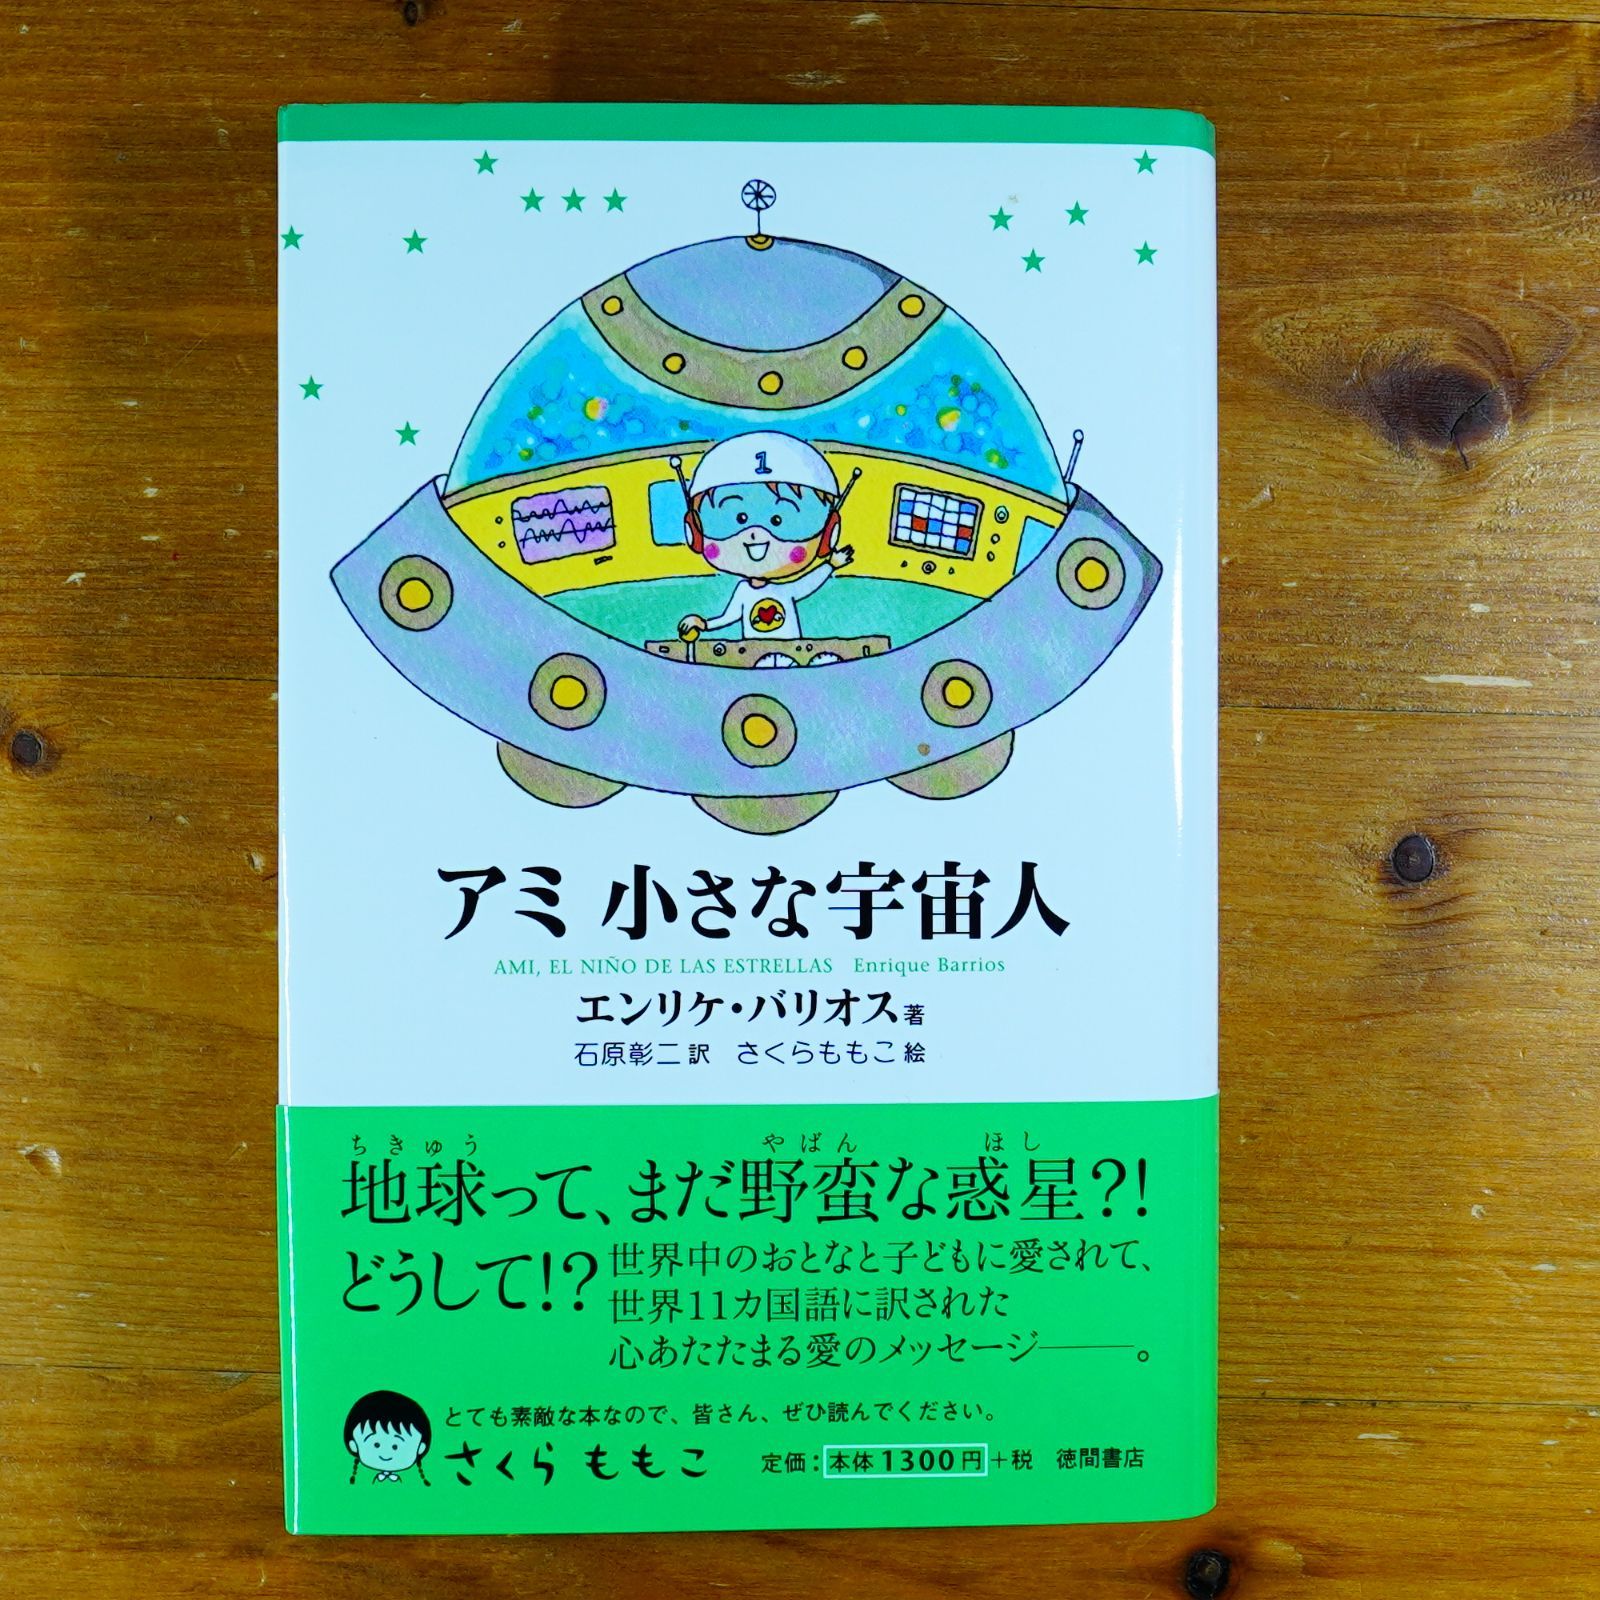 1
アミ 小さな宇宙人
AMI, EL NIÑO DE LAS ESTRELLAS Enrique Barrios
エンリケ・バリオス 著
石原彰二 訳 さくらももこ 絵
ちきゅう やばん ほし
地球って、まだ野蛮な惑星?!
どうして!?
世界中のおとなと子どもに愛されて、
世界11カ国語に訳された
心あたたまる愛のメッセージ――。
とても素敵な本なので、皆さん、ぜひ読んでください。
さくらももこ
定価：本体1300円+税 徳間書店